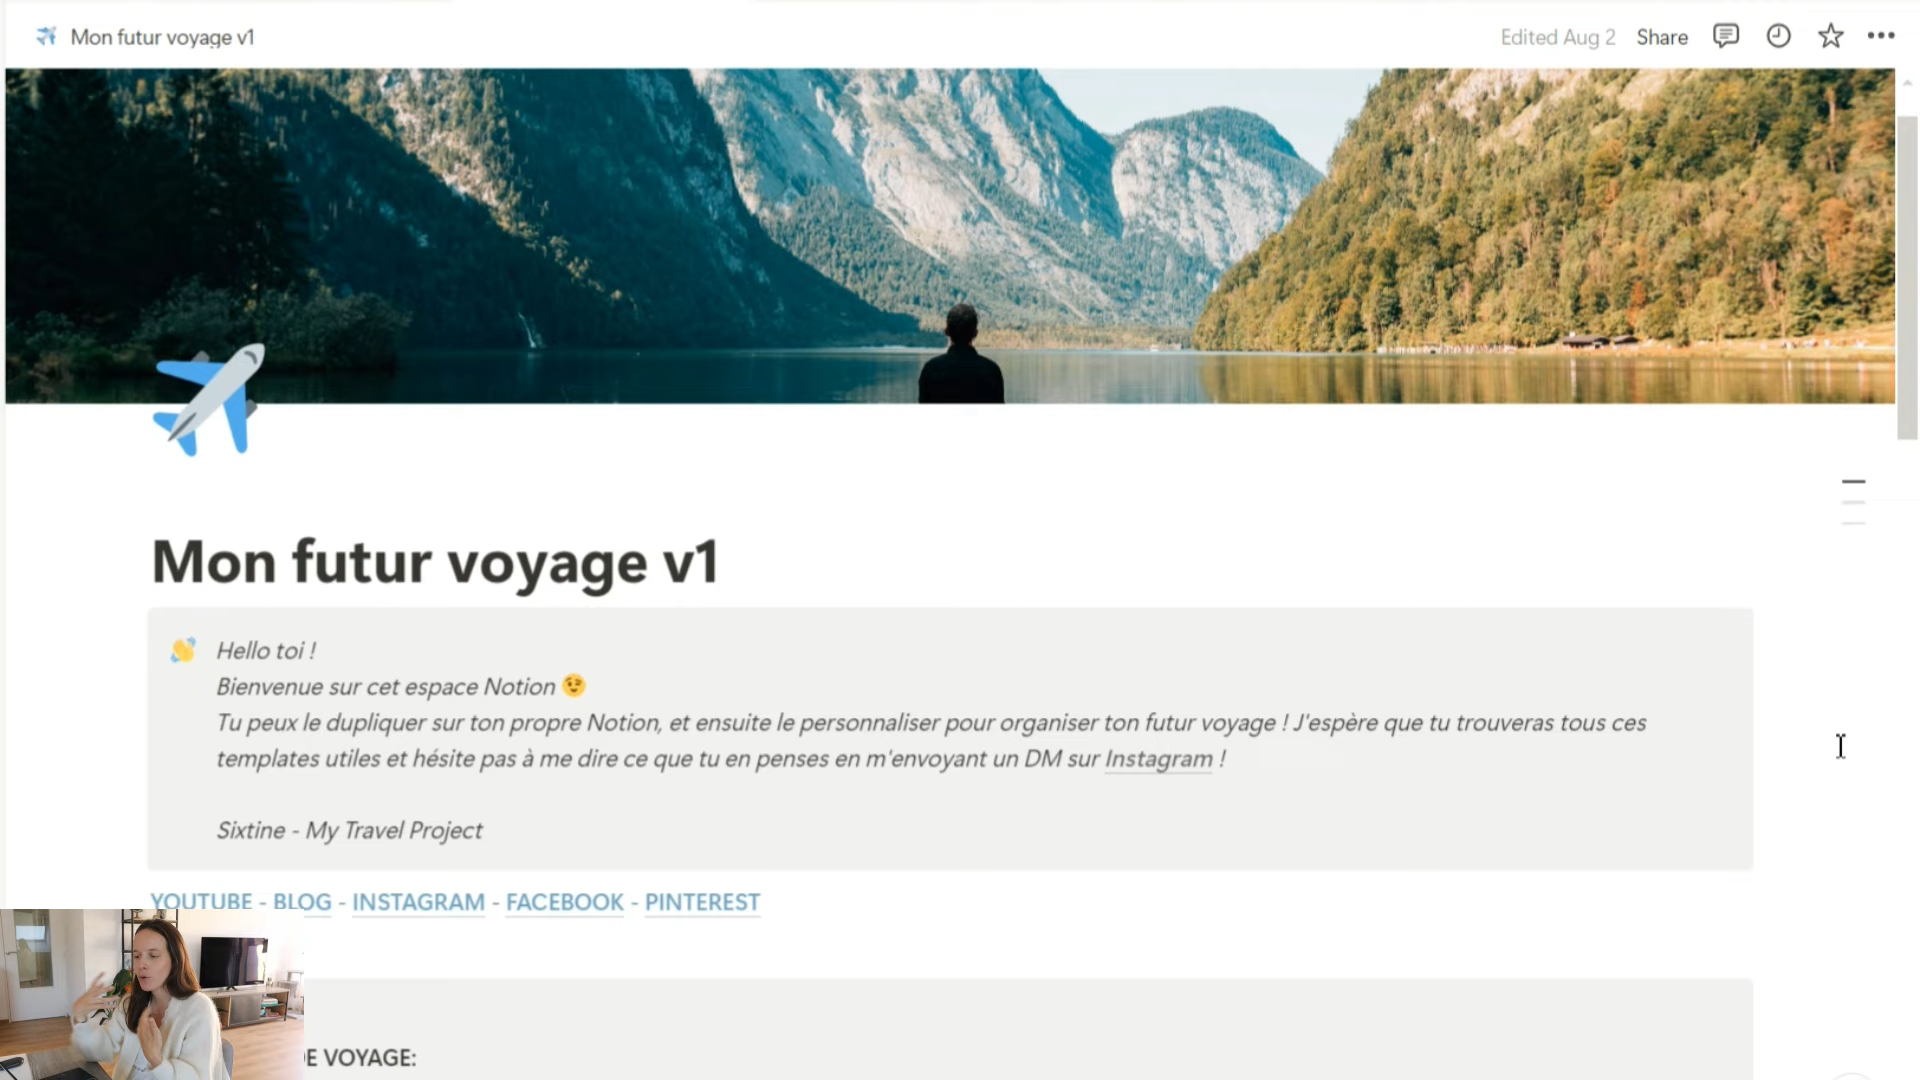 Mon futur voyage v1
Edited Aug 2 Share
Mon futur voyage v1
Hello toi !
Bienvenue sur cet espace Notion
Tu peux le dupliquer sur ton propre Notion, et ensuite le personnaliser pour organiser ton futur voyage ! J'espère que tu trouveras tous ces
templates utiles et hésite pas à me dire ce que tu en penses en m'envoyant un DM sur Instagram !
Sixtine - My Travel Project
YOUTUBE - BLOG - INSTAGRAM - FACEBOOK - PINTEREST
E VOYAGE: